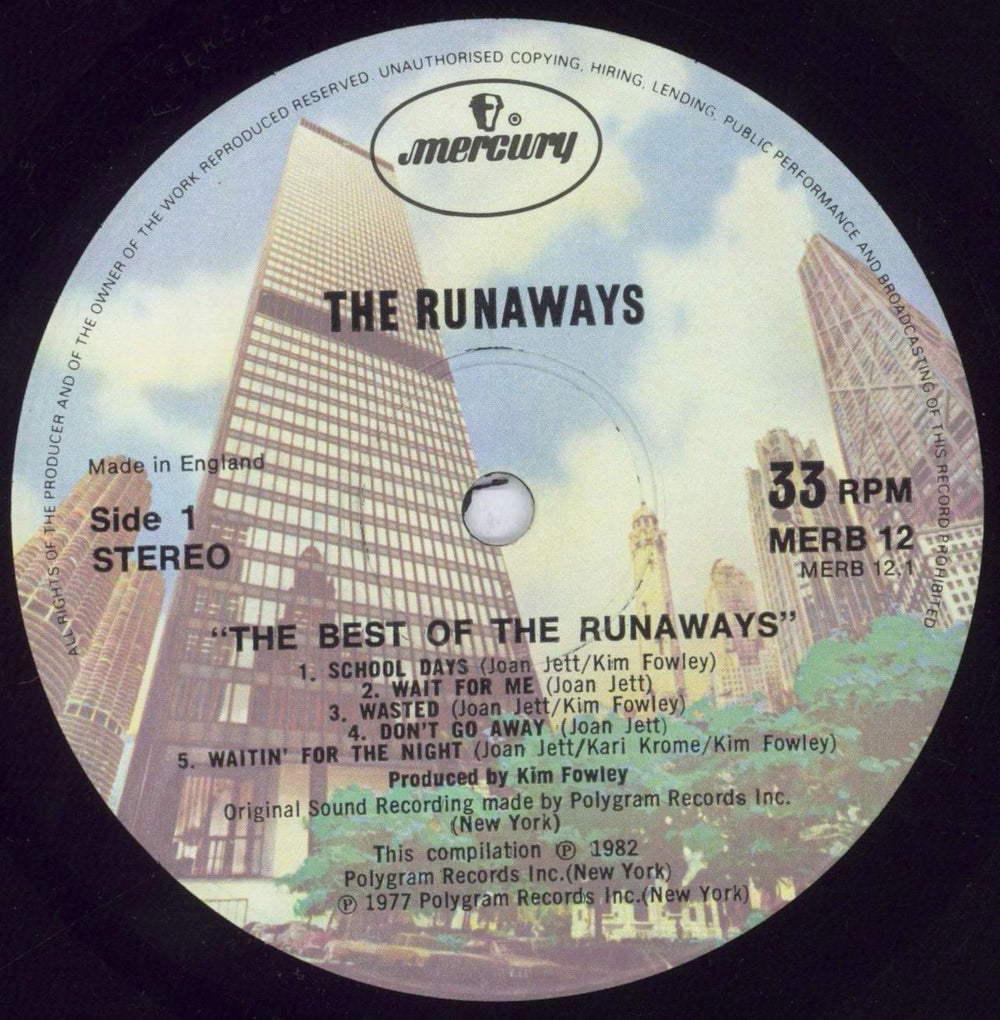 ALL RIGHTS OF THE PRODUCER AND OF THE OWNER OF THE WORK REPRODUCED RESERVED. UNAUTHORISED COPYING, HIRING, LENDING, PUBLIC PERFORMANCE AND BROADCASTING OF THIS RECORD PROHIBITED
mercury
THE RUNAWAYS
Made in England
Side 1
STEREO
33 RPM
MERB 12
MERB 12.1
“THE BEST OF THE RUNAWAYS”
1. SCHOOL DAYS (Joan Jett/Kim Fowley)
2. WAIT FOR ME (Joan Jett)
3. WASTED (Joan Jett/Kim Fowley)
4. DON'T GO AWAY (Joan Jett)
5. WAITIN' FOR THE NIGHT (Joan Jett/Kari Krome/Kim Fowley)
Produced by Kim Fowley
Original Sound Recording made by Polygram Records Inc.
(New York)
This compilation ℗ 1982
Polygram Records Inc.(New York)
℗ 1977 Polygram Records Inc.(New York)